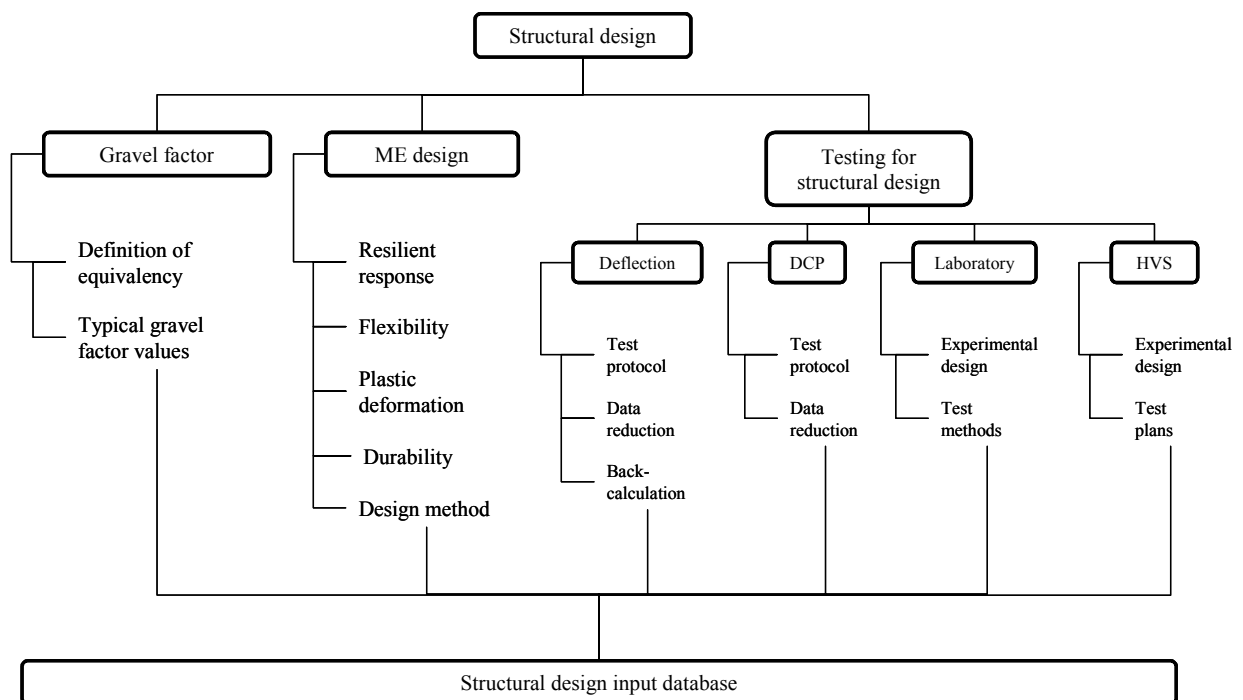 Structural design
Gravel factor
Definition of
equivalency
Typical gravel
factor values
ME design
Resilient
response
Flexibility
Plastic
deformation
Durability
Design method
Testing for
structural design
Deflection
Test
protocol
Data
reduction
Back-
calculation
DCP
Test
protocol
Data
reduction
Laboratory
Experimental
design
Test
methods
HVS
Experimental
design
Test
plans
Structural design input database